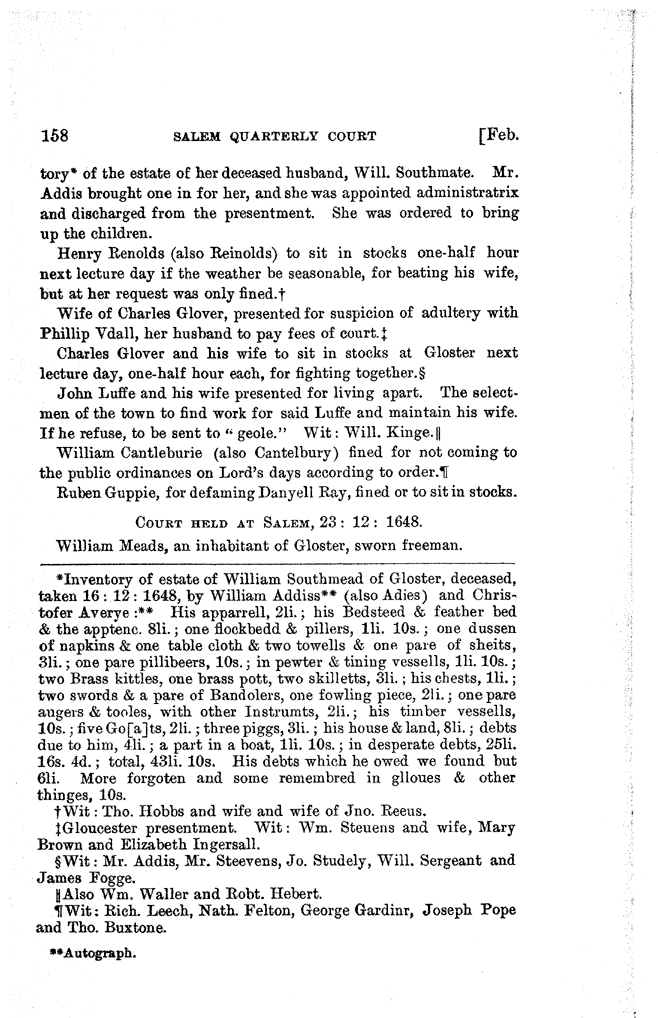 158 SALEM QUARTERLY COURT [Feb.
tory* of the estate of her deceased husband, Will. Southmate. Mr.
Addis brought one in for her, and she was appointed administratrix
and discharged from the presentment. She was ordered to bring
up the children.
Henry Renolds (also Reinolds) to sit in stocks one-half hour
next lecture day if the weather be seasonable, for beating his wife,
but at her request was only fined.†
Wife of Charles Glover, presented for suspicion of adultery with
Phillip Vdall, her husband to pay fees of court.‡
Charles Glover and his wife to sit in stocks at Gloster next
lecture day, one-half hour each, for fighting together.§
John Luffe and his wife presented for living apart. The select-
men of the town to find work for said Luffe and maintain his wife.
If he refuse, to be sent to “ geole.” Wit: Will. Kinge.‖
William Cantleburie (also Cantelbury) fined for not coming to
the public ordinances on Lord's days according to order.¶
Ruben Guppie, for defaming Danyell Ray, fined or to sit in stocks.
COURT HELD AT SALEM, 23 : 12 : 1648.
William Meads, an inhabitant of Gloster, sworn freeman.
*Inventory of estate of William Southmead of Gloster, deceased,
taken 16 : 12 : 1648, by William Addiss** (also Adies) and Chris-
tofer Averye :** His apparrell, 2li. ; his Bedsteed & feather bed
& the apptenc. 8li. ; one flockbedd & pillers, 1li. 10s. ; one dussen
of napkins & one table cloth & two towells & one pare of sheits,
3li. ; one pare pillibeers, 10s. ; in pewter & tining vessells, 1li. 10s. ;
two Brass kittles, one brass pott, two skilletts, 3li. ; his chests, 1li. ;
two swords & a pare of Bandolers, one fowling piece, 2li. ; one pare
augers & tooles, with other Instrumts, 2li. ; his timber vessells,
10s. ; five Go[a]ts, 2li. ; three piggs, 3li. ; his house & land, 8li. ; debts
due to him, 4li. ; a part in a boat, 1li. 10s. ; in desperate debts, 25li.
16s. 4d. ; total, 43li. 10s. His debts which he owed we found but
6li. More forgoten and some remembred in glloues & other
thinges, 10s.
†Wit : Tho. Hobbs and wife and wife of Jno. Reeus.
‡Gloucester presentment. Wit : Wm. Steuens and wife, Mary
Brown and Elizabeth Ingersall.
§Wit : Mr. Addis, Mr. Steevens, Jo. Studely, Will. Sergeant and
James Fogge.
‖Also Wm. Waller and Robt. Hebert.
¶Wit : Rich. Leech, Nath. Felton, George Gardinr, Joseph Pope
and Tho. Buxtone.
**Autograph.